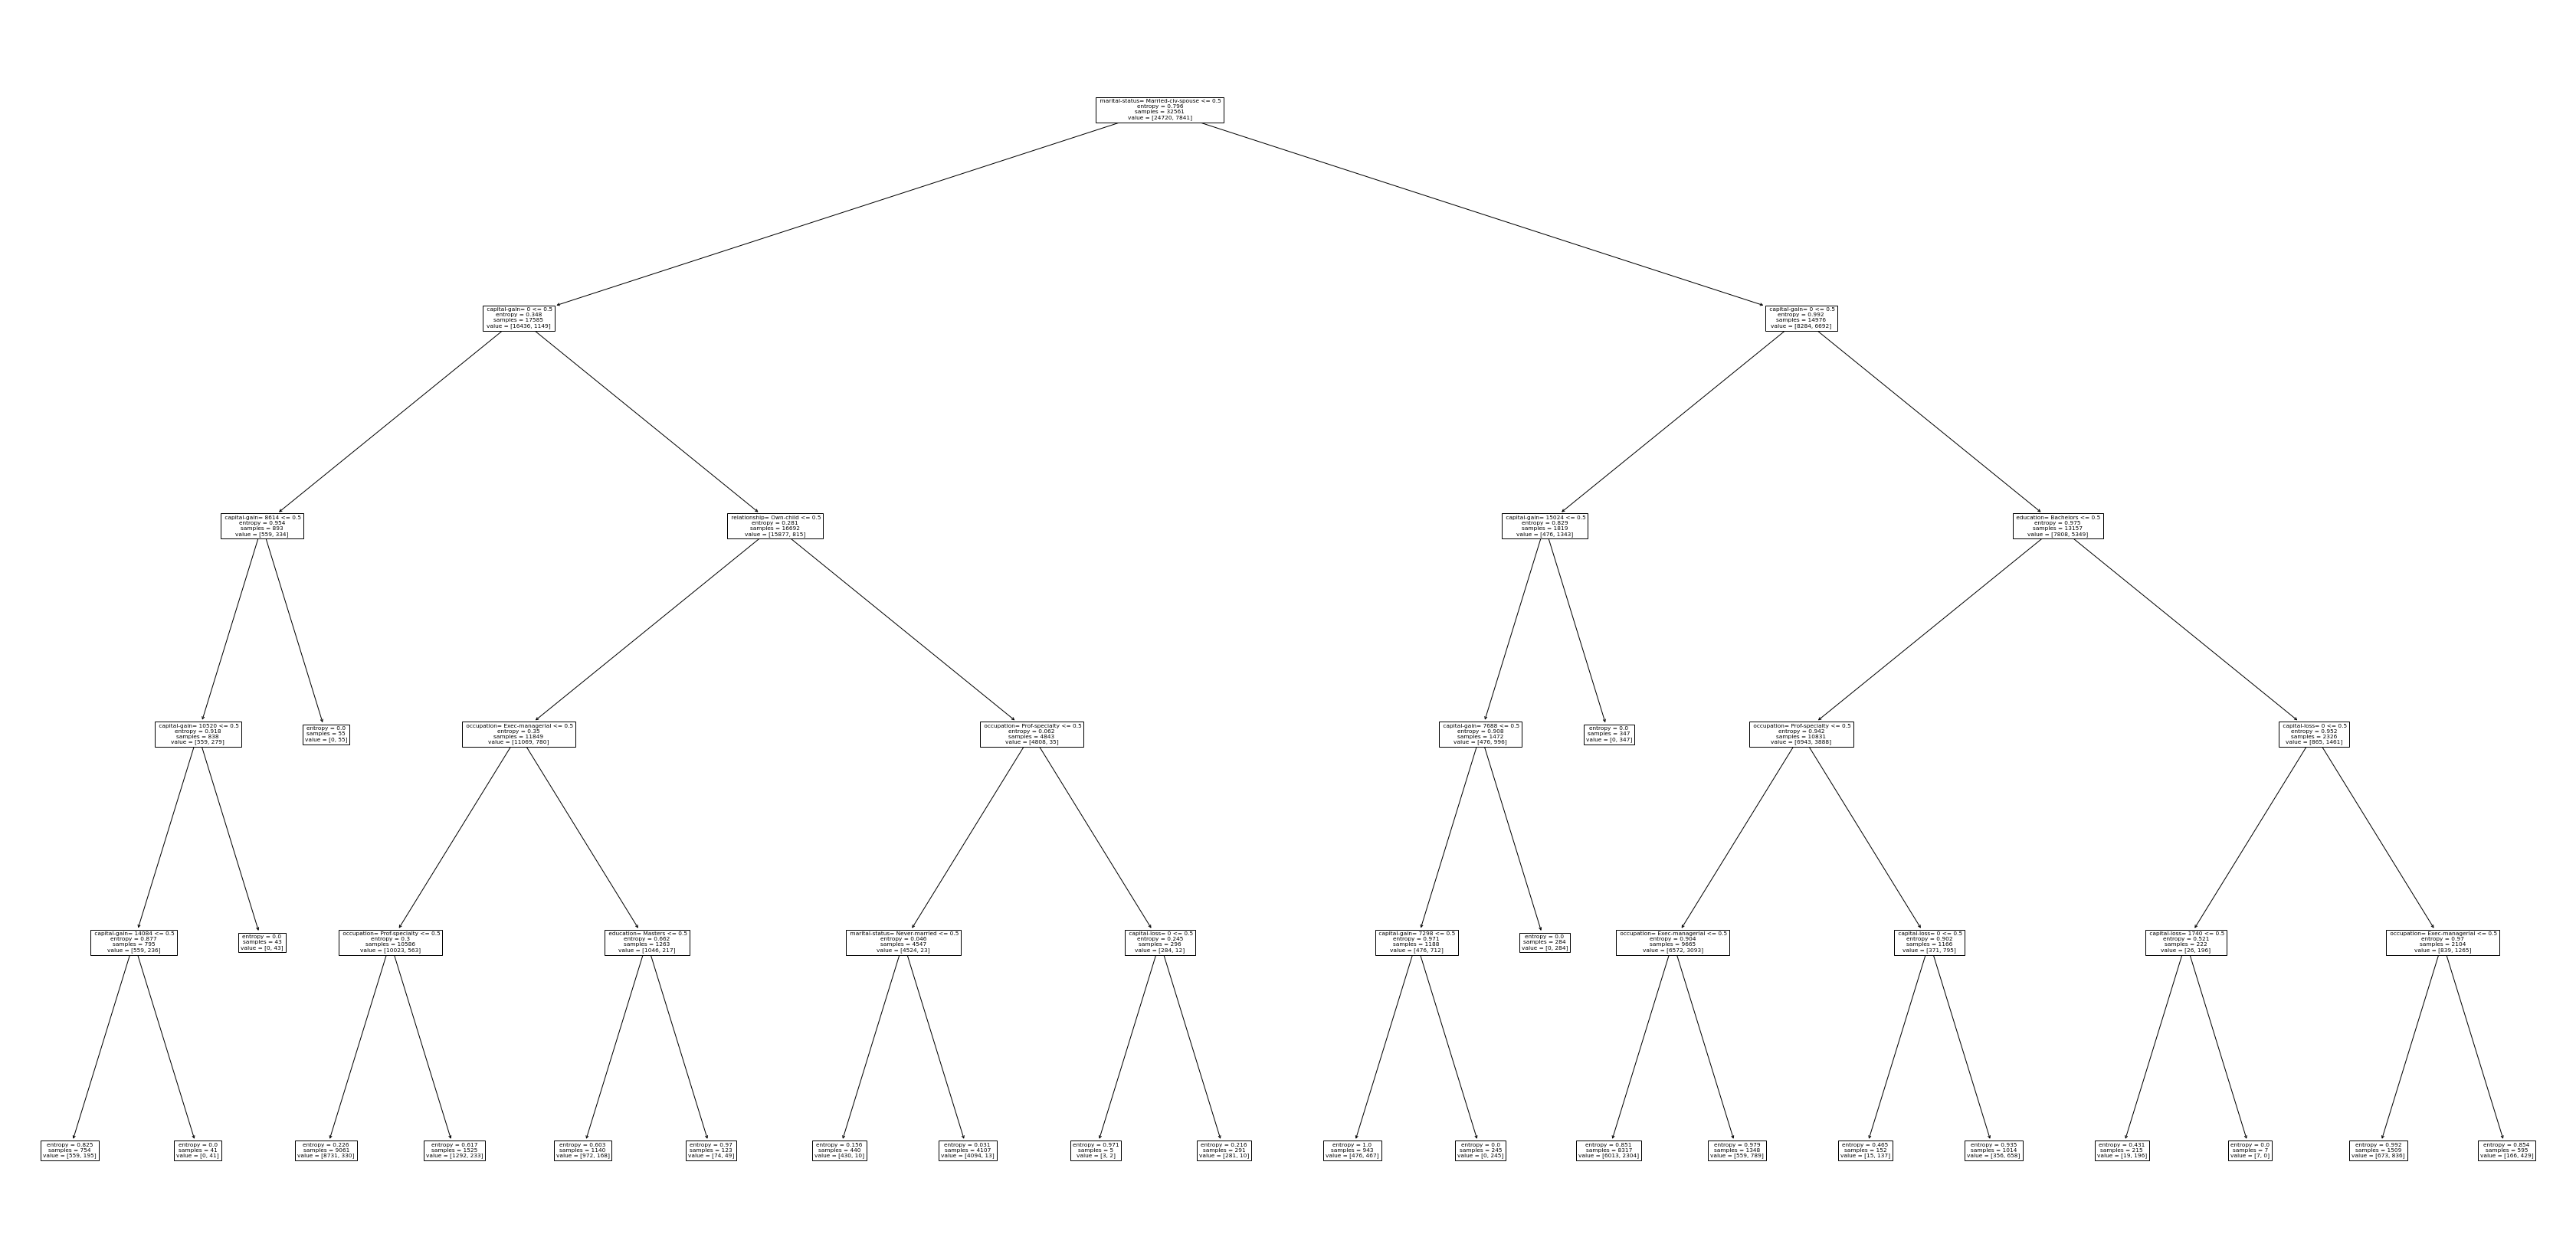 marital-status= Married-civ-spouse <= 0.5
entropy = 0.796
samples = 32561
value = [24720, 7841]
capital-gain= 0 <= 0.5
entropy = 0.348
samples = 17585
value = [16436, 1149]
capital-gain= 0 <= 0.5
entropy = 0.992
samples = 14976
value = [8284, 6692]
capital-gain= 8614 <= 0.5
entropy = 0.954
samples = 893
value = [559, 334]
relationship= Own-child <= 0.5
entropy = 0.281
samples = 16692
value = [15877, 815]
capital-gain= 15024 <= 0.5
entropy = 0.829
samples = 1819
value = [476, 1343]
education= Bachelors <= 0.5
entropy = 0.975
samples = 13157
value = [7808, 5349]
capital-gain= 10520 <= 0.5
entropy = 0.918
samples = 838
value = [559, 279]
entropy = 0.0
samples = 55
value = [0, 55]
occupation= Exec-managerial <= 0.5
entropy = 0.35
samples = 11849
value = [11069, 780]
occupation= Prof-specialty <= 0.5
entropy = 0.062
samples = 4843
value = [4808, 35]
capital-gain= 7688 <= 0.5
entropy = 0.908
samples = 1472
value = [476, 996]
entropy = 0.0
samples = 347
value = [0, 347]
occupation= Prof-specialty <= 0.5
entropy = 0.942
samples = 10831
value = [6943, 3888]
capital-loss= 0 <= 0.5
entropy = 0.952
samples = 2326
value = [865, 1461]
capital-gain= 14084 <= 0.5
entropy = 0.877
samples = 795
value = [559, 236]
entropy = 0.0
samples = 43
value = [0, 43]
occupation= Prof-specialty <= 0.5
entropy = 0.3
samples = 10586
value = [10023, 563]
education= Masters <= 0.5
entropy = 0.662
samples = 1263
value = [1046, 217]
marital-status= Never-married <= 0.5
entropy = 0.046
samples = 4547
value = [4524, 23]
capital-loss= 0 <= 0.5
entropy = 0.245
samples = 296
value = [284, 12]
capital-gain= 7298 <= 0.5
entropy = 0.971
samples = 1188
value = [476, 712]
entropy = 0.0
samples = 284
value = [0, 284]
occupation= Exec-managerial <= 0.5
entropy = 0.904
samples = 9665
value = [6572, 3093]
capital-loss= 0 <= 0.5
entropy = 0.902
samples = 1166
value = [371, 795]
capital-loss= 1740 <= 0.5
entropy = 0.521
samples = 222
value = [26, 196]
occupation= Exec-managerial <= 0.5
entropy = 0.97
samples = 2104
value = [839, 1265]
entropy = 0.825
samples = 754
value = [559, 195]
entropy = 0.0
samples = 41
value = [0, 41]
entropy = 0.226
samples = 9061
value = [8731, 330]
entropy = 0.617
samples = 1525
value = [1292, 233]
entropy = 0.603
samples = 1140
value = [972, 168]
entropy = 0.97
samples = 123
value = [74, 49]
entropy = 0.156
samples = 440
value = [430, 10]
entropy = 0.031
samples = 4107
value = [4094, 13]
entropy = 0.971
samples = 5
value = [3, 2]
entropy = 0.216
samples = 291
value = [281, 10]
entropy = 1.0
samples = 943
value = [476, 467]
entropy = 0.0
samples = 245
value = [0, 245]
entropy = 0.851
samples = 8317
value = [6013, 2304]
entropy = 0.979
samples = 1348
value = [559, 789]
entropy = 0.465
samples = 152
value = [15, 137]
entropy = 0.935
samples = 1014
value = [356, 658]
entropy = 0.431
samples = 215
value = [19, 196]
entropy = 0.0
samples = 7
value = [7, 0]
entropy = 0.992
samples = 1509
value = [673, 836]
entropy = 0.854
samples = 595
value = [166, 429]